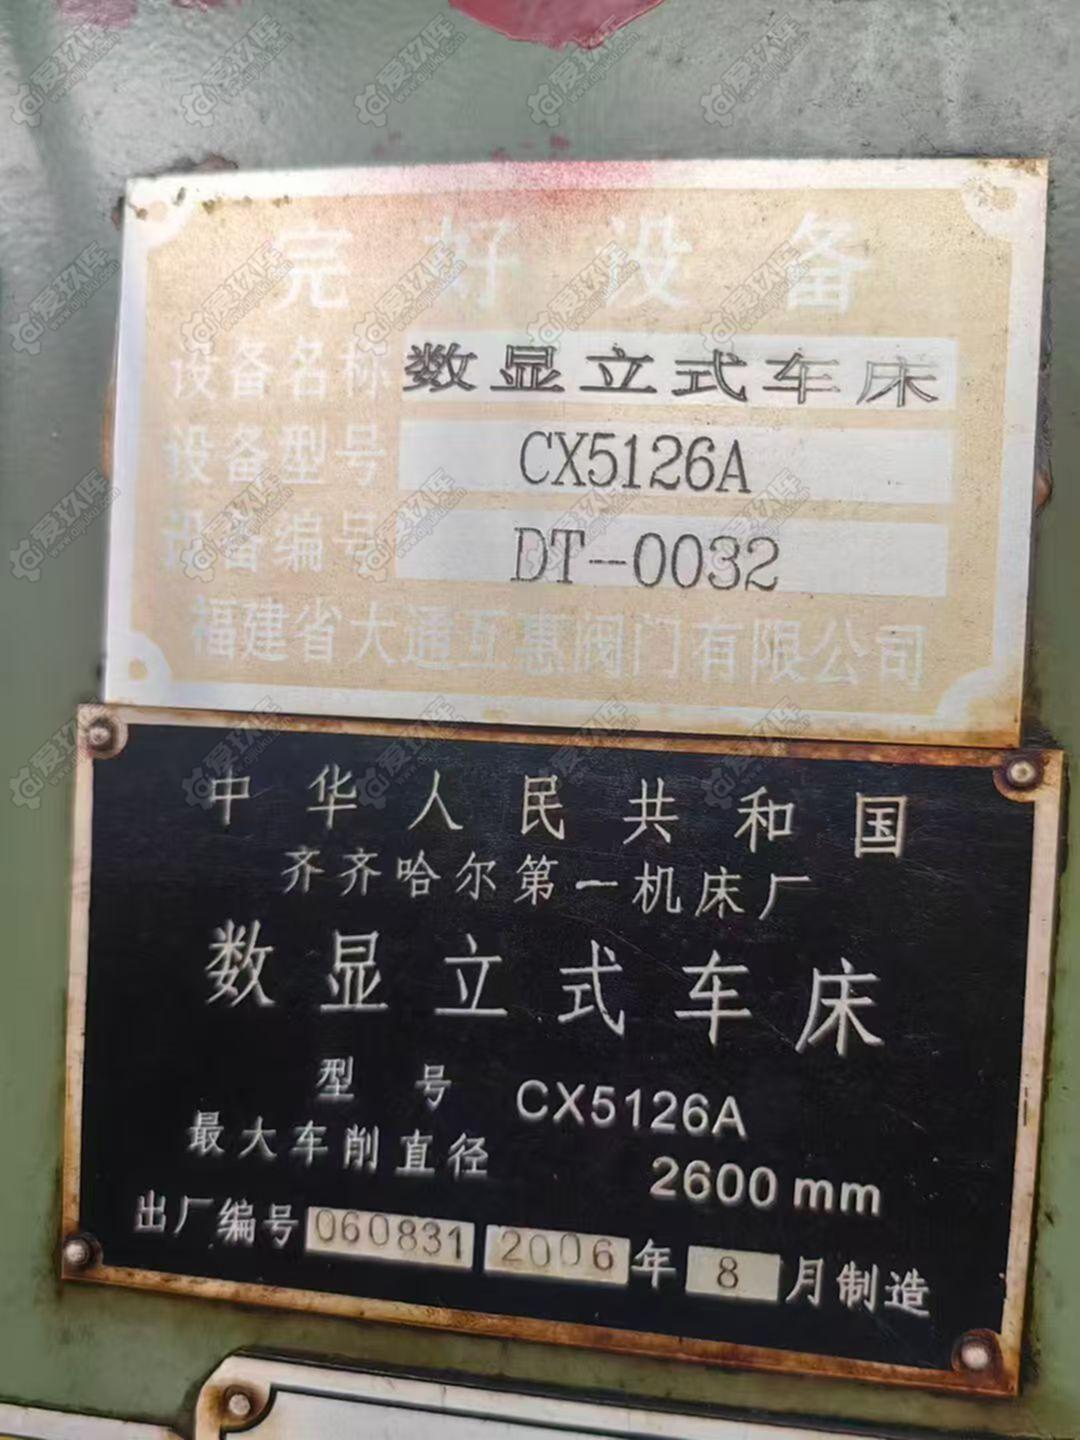 完好设备
设备名称 数显立式车床
设备型号 CX5126A
设备编号 DT-0032
福建省大通互惠阀门有限公司
中华人民共和国
齐齐哈尔第一机床厂
数显立式车床
型号 CX5126A
最大车削直径 2600 mm
出厂编号 060831 2006 年 8 月制造
爱玖库